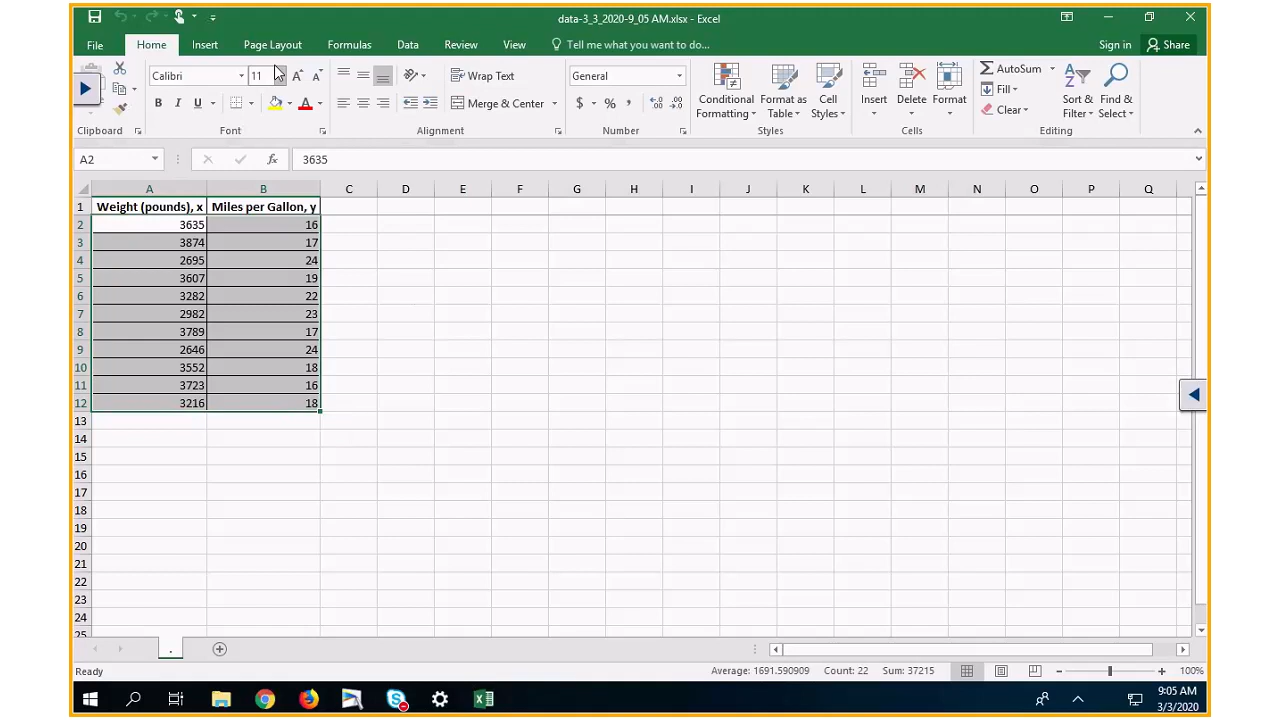 data-3_3_2020-9_05 AM.xlsx - Excel
File Home Insert Page Layout Formulas Data Review View Tell me what you want to do... Sign in Share
Calibri 11 Wrap Text General AutoSum
Fill
B I U Merge & Center $ % , Conditional Formatting Format as Table Cell Styles Insert Delete Format Clear Sort & Filter Find & Select
Clipboard Font Alignment Number Styles Cells Editing
A2 fx 3635
A B C D E F G H I J K L M N O P Q
1 Weight (pounds), x Miles per Gallon, y
2 3635 16
3 3874 17
4 2695 24
5 3607 19
6 3282 22
7 2982 23
8 3789 17
9 2646 24
10 3552 18
11 3723 16
12 3216 18
13
14
15
16
17
18
19
20
21
22
23
24
25
.
Ready Average: 1691.590909 Count: 22 Sum: 37215 100%
9:05 AM
3/3/2020